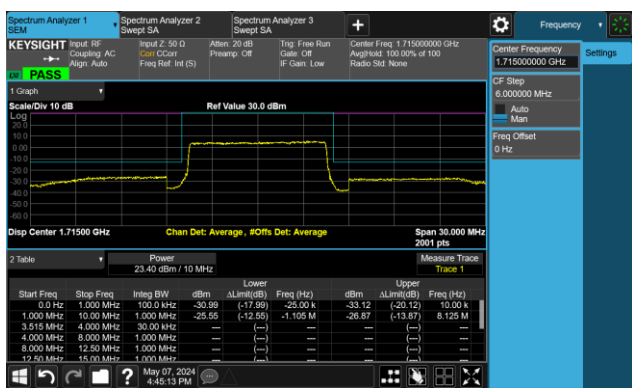 Spectrum Analyzer 1
SEM
Spectrum Analyzer 2
Swept SA
Spectrum Analyzer 3
Swept SA
Frequency
KEYSIGHT
Input: RF
Coupling: AC
Align: Auto
Input Z: 50 Ω
Corr CCorr
Freq Ref: Int (S)
Atten: 20 dB
Preamp: Off
Trig: Free Run
Gate: Off
IF Gain: Low
Center Freq: 1.715000000 GHz
Avg|Hold: 100.00% of 100
Radio Std: None
LXI PASS
Center Frequency
1.715000000 GHz
Settings
CF Step
6.000000 MHz
Auto
Man
Freq Offset
0 Hz
1 Graph
Scale/Div 10 dB
Ref Value 30.0 dBm
Log
20.0
10.0
0.00
-10.0
-20.0
-30.0
-40.0
-50.0
-60.0
Disp Center 1.71500 GHz
Chan Det: Average, #Offs Det: Average
Span 30.000 MHz
2001 pts
2 Table
Power
23.40 dBm / 10 MHz
Measure Trace
Trace 1
Lower Upper
Start Freq Stop Freq Integ BW dBm ΔLimit(dB) Freq (Hz) dBm ΔLimit(dB) Freq (Hz)
0.0 Hz 1.000 MHz 100.0 kHz -30.99 (-17.99) -25.00 k -33.12 (-20.12) 10.00 k
1.000 MHz 10.00 MHz 1.000 MHz -25.55 (-12.55) -1.105 M -26.87 (-13.87) 8.125 M
3.515 MHz 4.000 MHz 30.00 kHz --- (---) --- --- (---) ---
4.000 MHz 8.000 MHz 1.000 MHz --- (---) --- --- (---) ---
8.000 MHz 12.50 MHz 1.000 MHz --- (---) --- --- (---) ---
12.50 MHz 15.00 MHz 1.000 MHz --- (---) --- --- (---) ---
May 07, 2024
4:45:13 PM